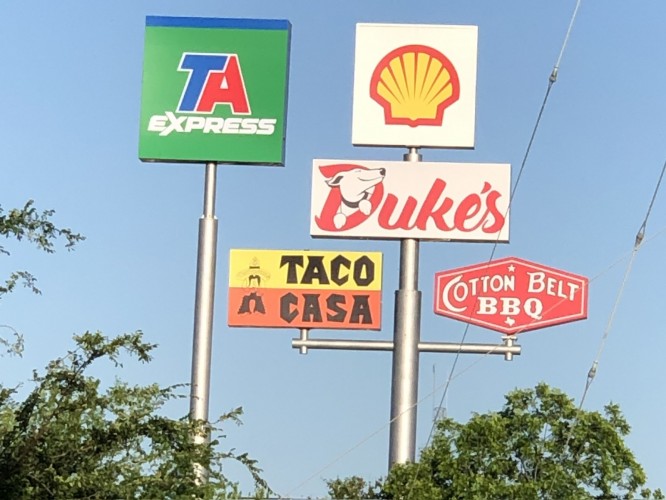 TA
EXPRESS
Duke's
TACO
CASA
COTTON BELT
BBQ